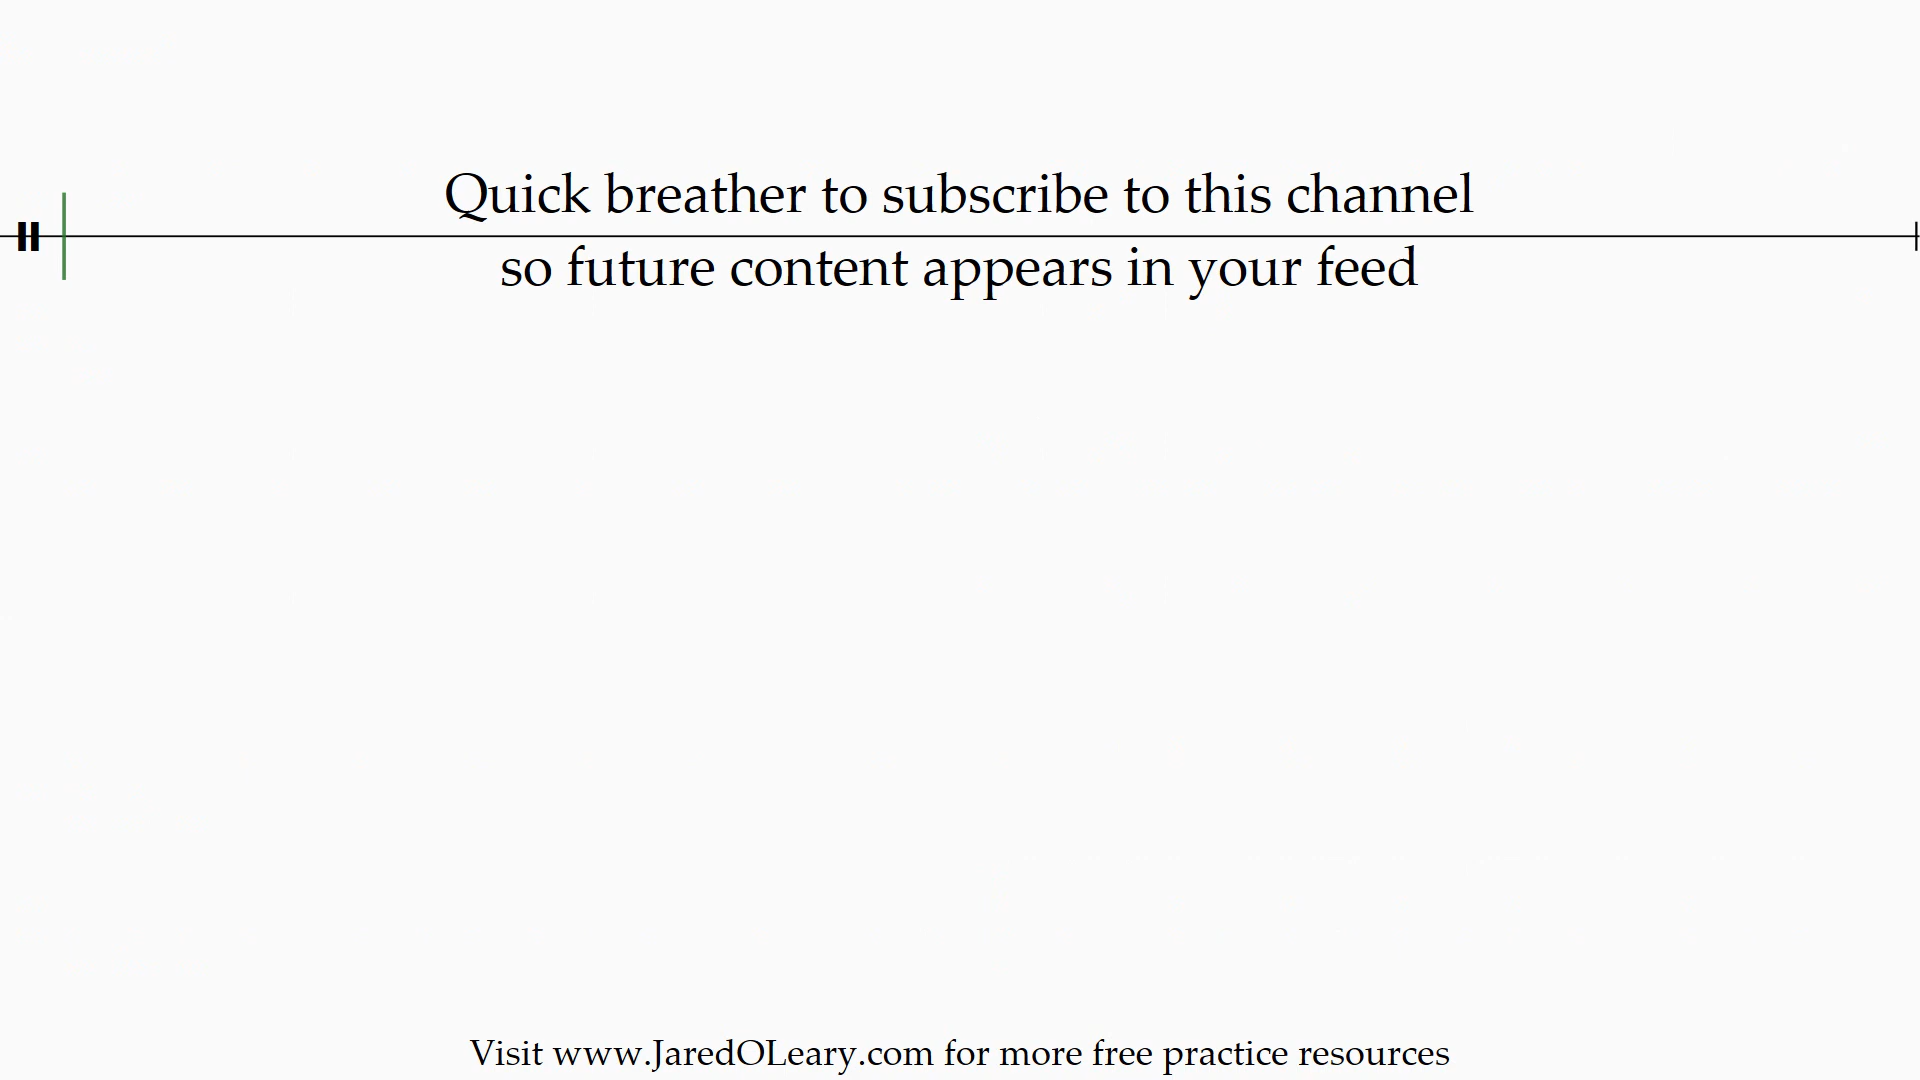 Quick breather to subscribe to this channel
so future content appears in your feed
Visit www.JaredOLeary.com for more free practice resources